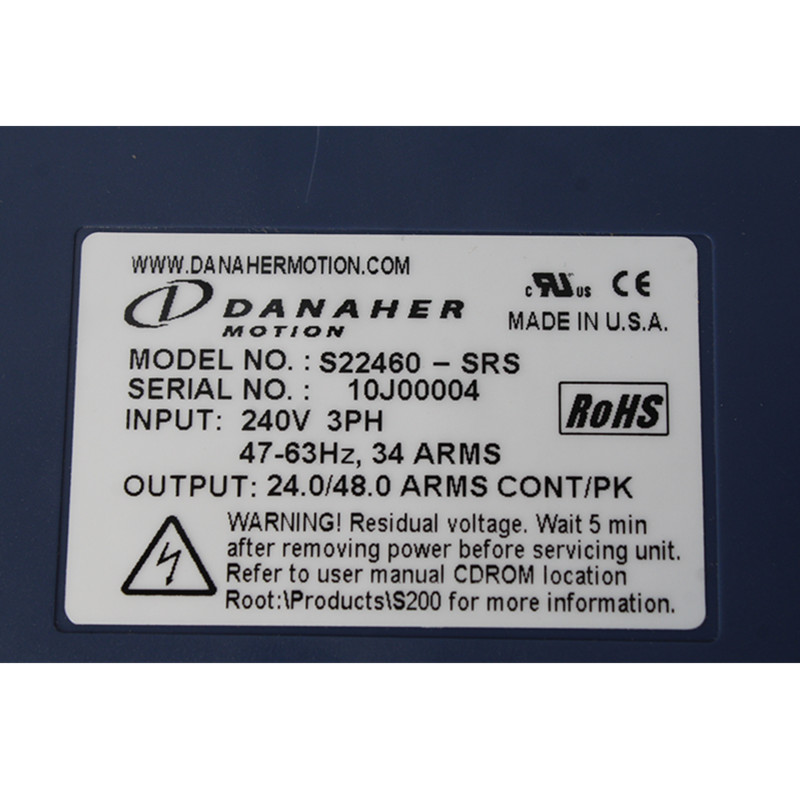 WWW.DANAHERMOTION.COM
DANAHER
MOTION
c RU us CE
MADE IN U.S.A.
MODEL NO. : S22460 – SRS
SERIAL NO. : 10J00004
INPUT: 240V 3PH
47-63Hz, 34 ARMS
RoHS
OUTPUT: 24.0/48.0 ARMS CONT/PK
WARNING! Residual voltage. Wait 5 min
after removing power before servicing unit.
Refer to user manual CDROM location
Root:\Products\S200 for more information.